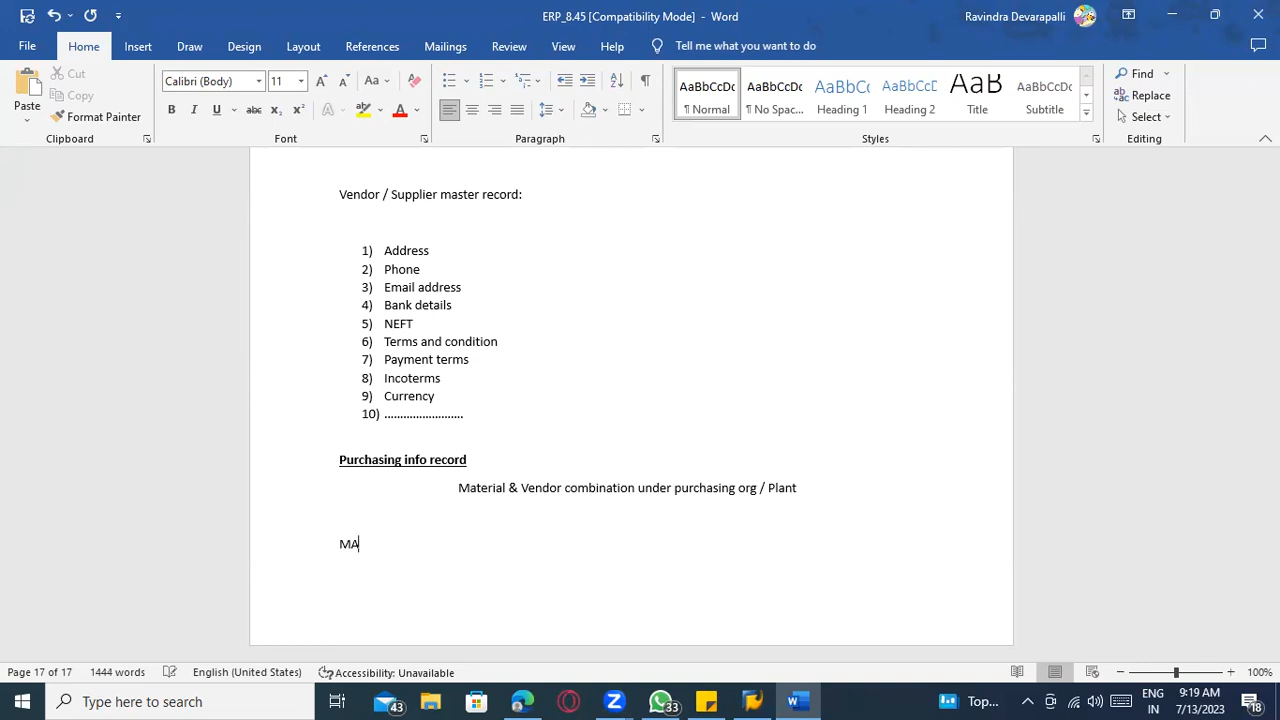 ERP_8.45 [Compatibility Mode] - Word
Ravindra Devarapalli
File Home Insert Draw Design Layout References Mailings Review View Help Tell me what you want to do
Paste
Cut
Copy
Format Painter
Clipboard
Calibri (Body) 11
Font
Paragraph
AaBbCcDc ¶ Normal
AaBbCcDc ¶ No Spac...
AaBbCc Heading 1
AaBbCcD Heading 2
AaB Title
AaBbCcD Subtitle
Styles
Find
Replace
Select
Editing
Vendor / Supplier master record:
1) Address
2) Phone
3) Email address
4) Bank details
5) NEFT
6) Terms and condition
7) Payment terms
8) Incoterms
9) Currency
10) ........................
Purchasing info record
Material & Vendor combination under purchasing org / Plant
MA
Page 17 of 17 1444 words English (United States) Accessibility: Unavailable 100%
Type here to search
43
33
Top...
ENG
IN
9:19 AM
7/13/2023
18